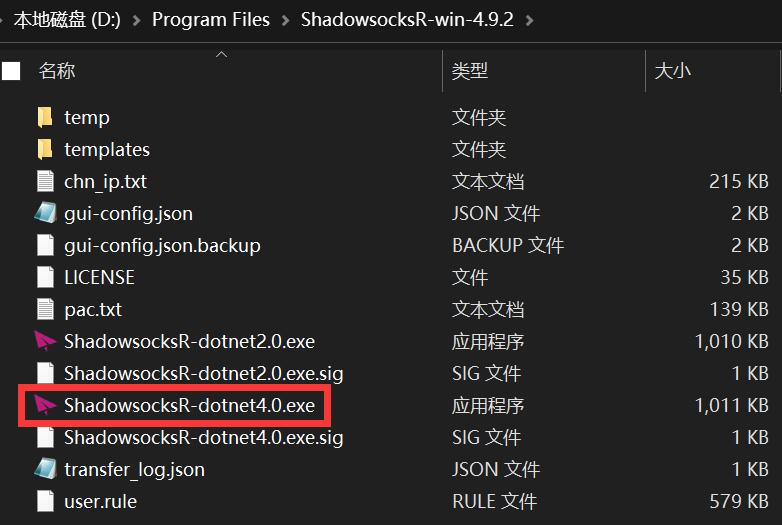 本地磁盘 (D:) > Program Files > ShadowsocksR-win-4.9.2 >
名称 类型 大小
temp 文件夹
templates 文件夹
chn_ip.txt 文本文档 215 KB
gui-config.json JSON 文件 2 KB
gui-config.json.backup BACKUP 文件 2 KB
LICENSE 文件 35 KB
pac.txt 文本文档 139 KB
ShadowsocksR-dotnet2.0.exe 应用程序 1,010 KB
ShadowsocksR-dotnet2.0.exe.sig SIG 文件 1 KB
ShadowsocksR-dotnet4.0.exe 应用程序 1,011 KB
ShadowsocksR-dotnet4.0.exe.sig SIG 文件 1 KB
transfer_log.json JSON 文件 1 KB
user.rule RULE 文件 579 KB